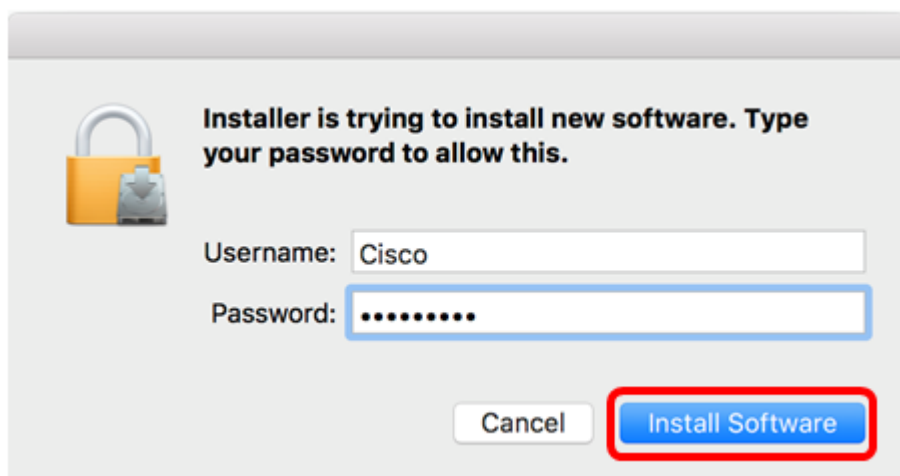 Installer is trying to install new software. Type
your password to allow this.
Username: Cisco
Password: •••••••••
Cancel Install Software